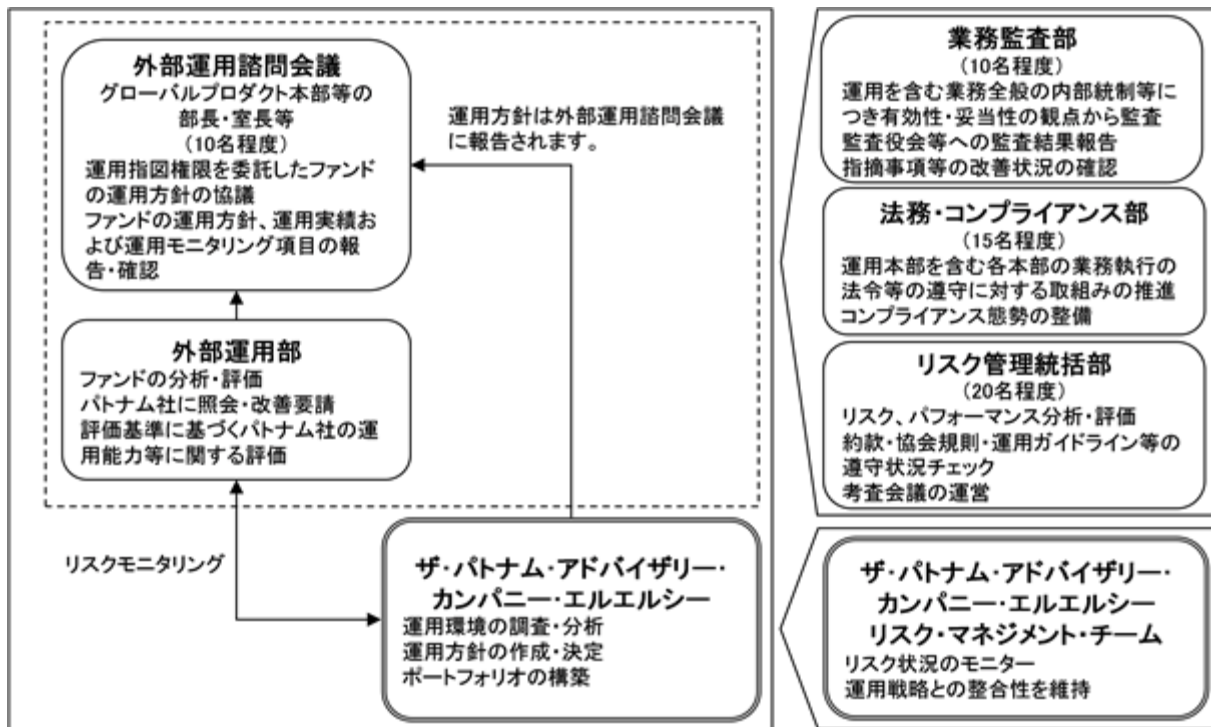 外部運用諮問会議
グローバルプロダクト本部等の
部長・室長等
(10名程度)
運用指図権限を委託したファンド
の運用方針の協議
ファンドの運用方針、運用実績お
よび運用モニタリング項目の報
告・確認
運用方針は外部運用諮問会議
に報告されます。
外部運用部
ファンドの分析・評価
パトナム社に照会・改善要請
評価基準に基づくパトナム社の運
用能力等に関する評価
リスクモニタリング
ザ・パトナム・アドバイザリー・
カンパニー・エルエルシー
運用環境の調査・分析
運用方針の作成・決定
ポートフォリオの構築
業務監査部
(10名程度)
運用を含む業務全般の内部統制等に
つき有効性・妥当性の観点から監査
監査役会等への監査結果報告
指摘事項等の改善状況の確認
法務・コンプライアンス部
(15名程度)
運用本部を含む各本部の業務執行の
法令等の遵守に対する取組みの推進
コンプライアンス態勢の整備
リスク管理統括部
(20名程度)
リスク、パフォーマンス分析・評価
約款・協会規則・運用ガイドライン等の
遵守状況チェック
考査会議の運営
ザ・パトナム・アドバイザリー・
カンパニー・エルエルシー
リスク・マネジメント・チーム
リスク状況のモニター
運用戦略との整合性を維持